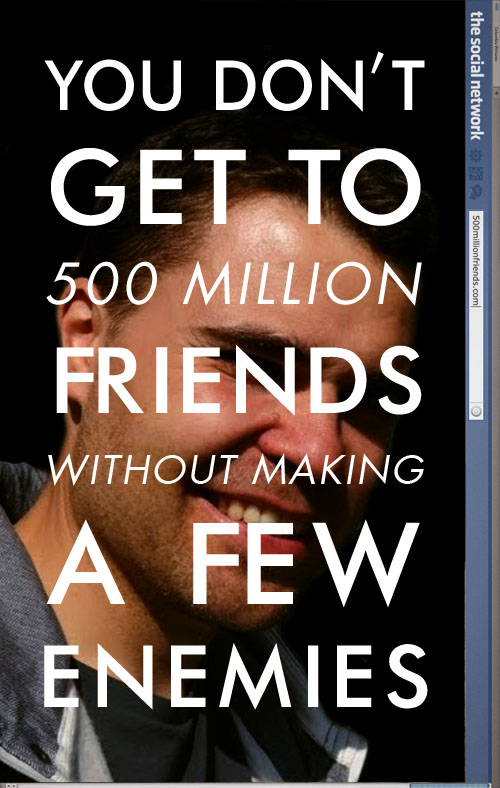 YOU DON'T
GET TO
500 MILLION
FRIENDS
WITHOUT MAKING
A FEW
ENEMIES
the social network
500millionfriends.com